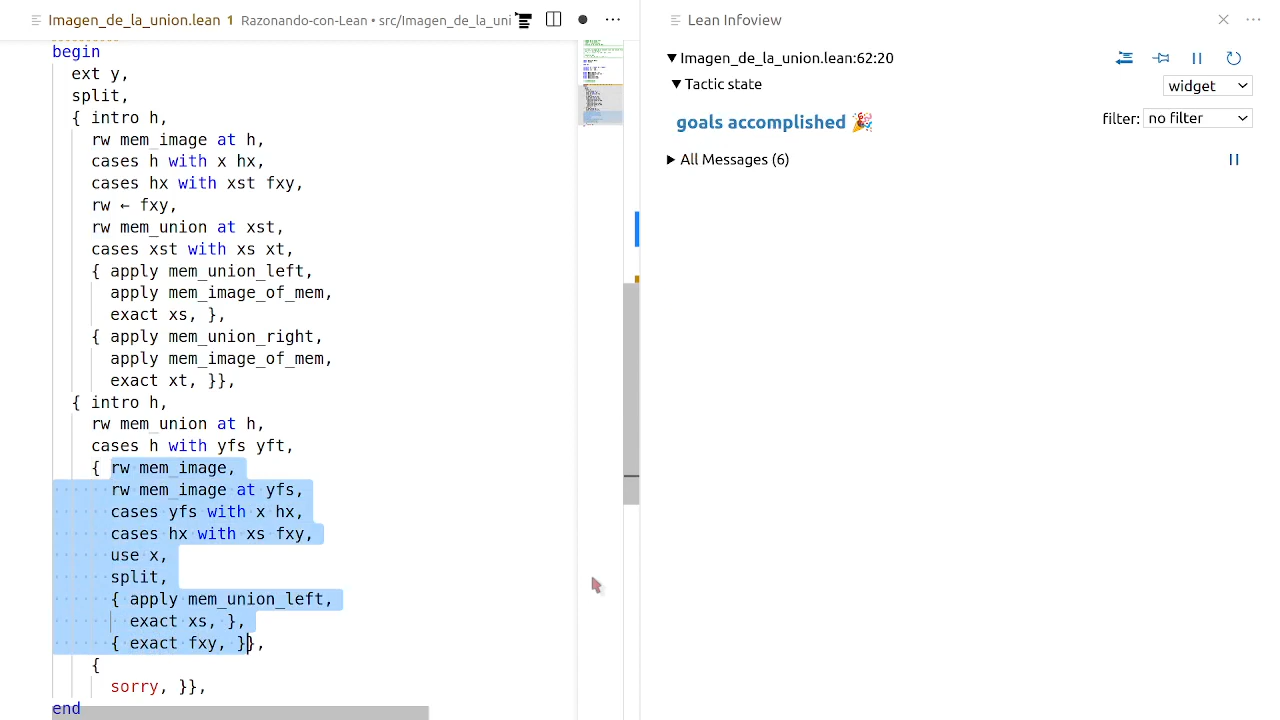 Imagen_de_la_union.lean 1 Razonando-con-Lean • src/Imagen_de_la_uni
Lean Infoview
begin
ext y,
split,
{ intro h,
rw mem_image at h,
cases h with x hx,
cases hx with xst fxy,
rw ← fxy,
rw mem_union at xst,
cases xst with xs xt,
{ apply mem_union_left,
apply mem_image_of_mem,
exact xs, },
{ apply mem_union_right,
apply mem_image_of_mem,
exact xt, }},
{ intro h,
rw mem_union at h,
cases h with yfs yft,
{ rw mem_image,
rw mem_image at yfs,
cases yfs with x hx,
cases hx with xs fxy,
use x,
split,
{ apply mem_union_left,
exact xs, },
{ exact fxy, }},
{
sorry, }},
end
Imagen_de_la_union.lean:62:20
Tactic state
widget
goals accomplished 🎉
filter: no filter
All Messages (6)